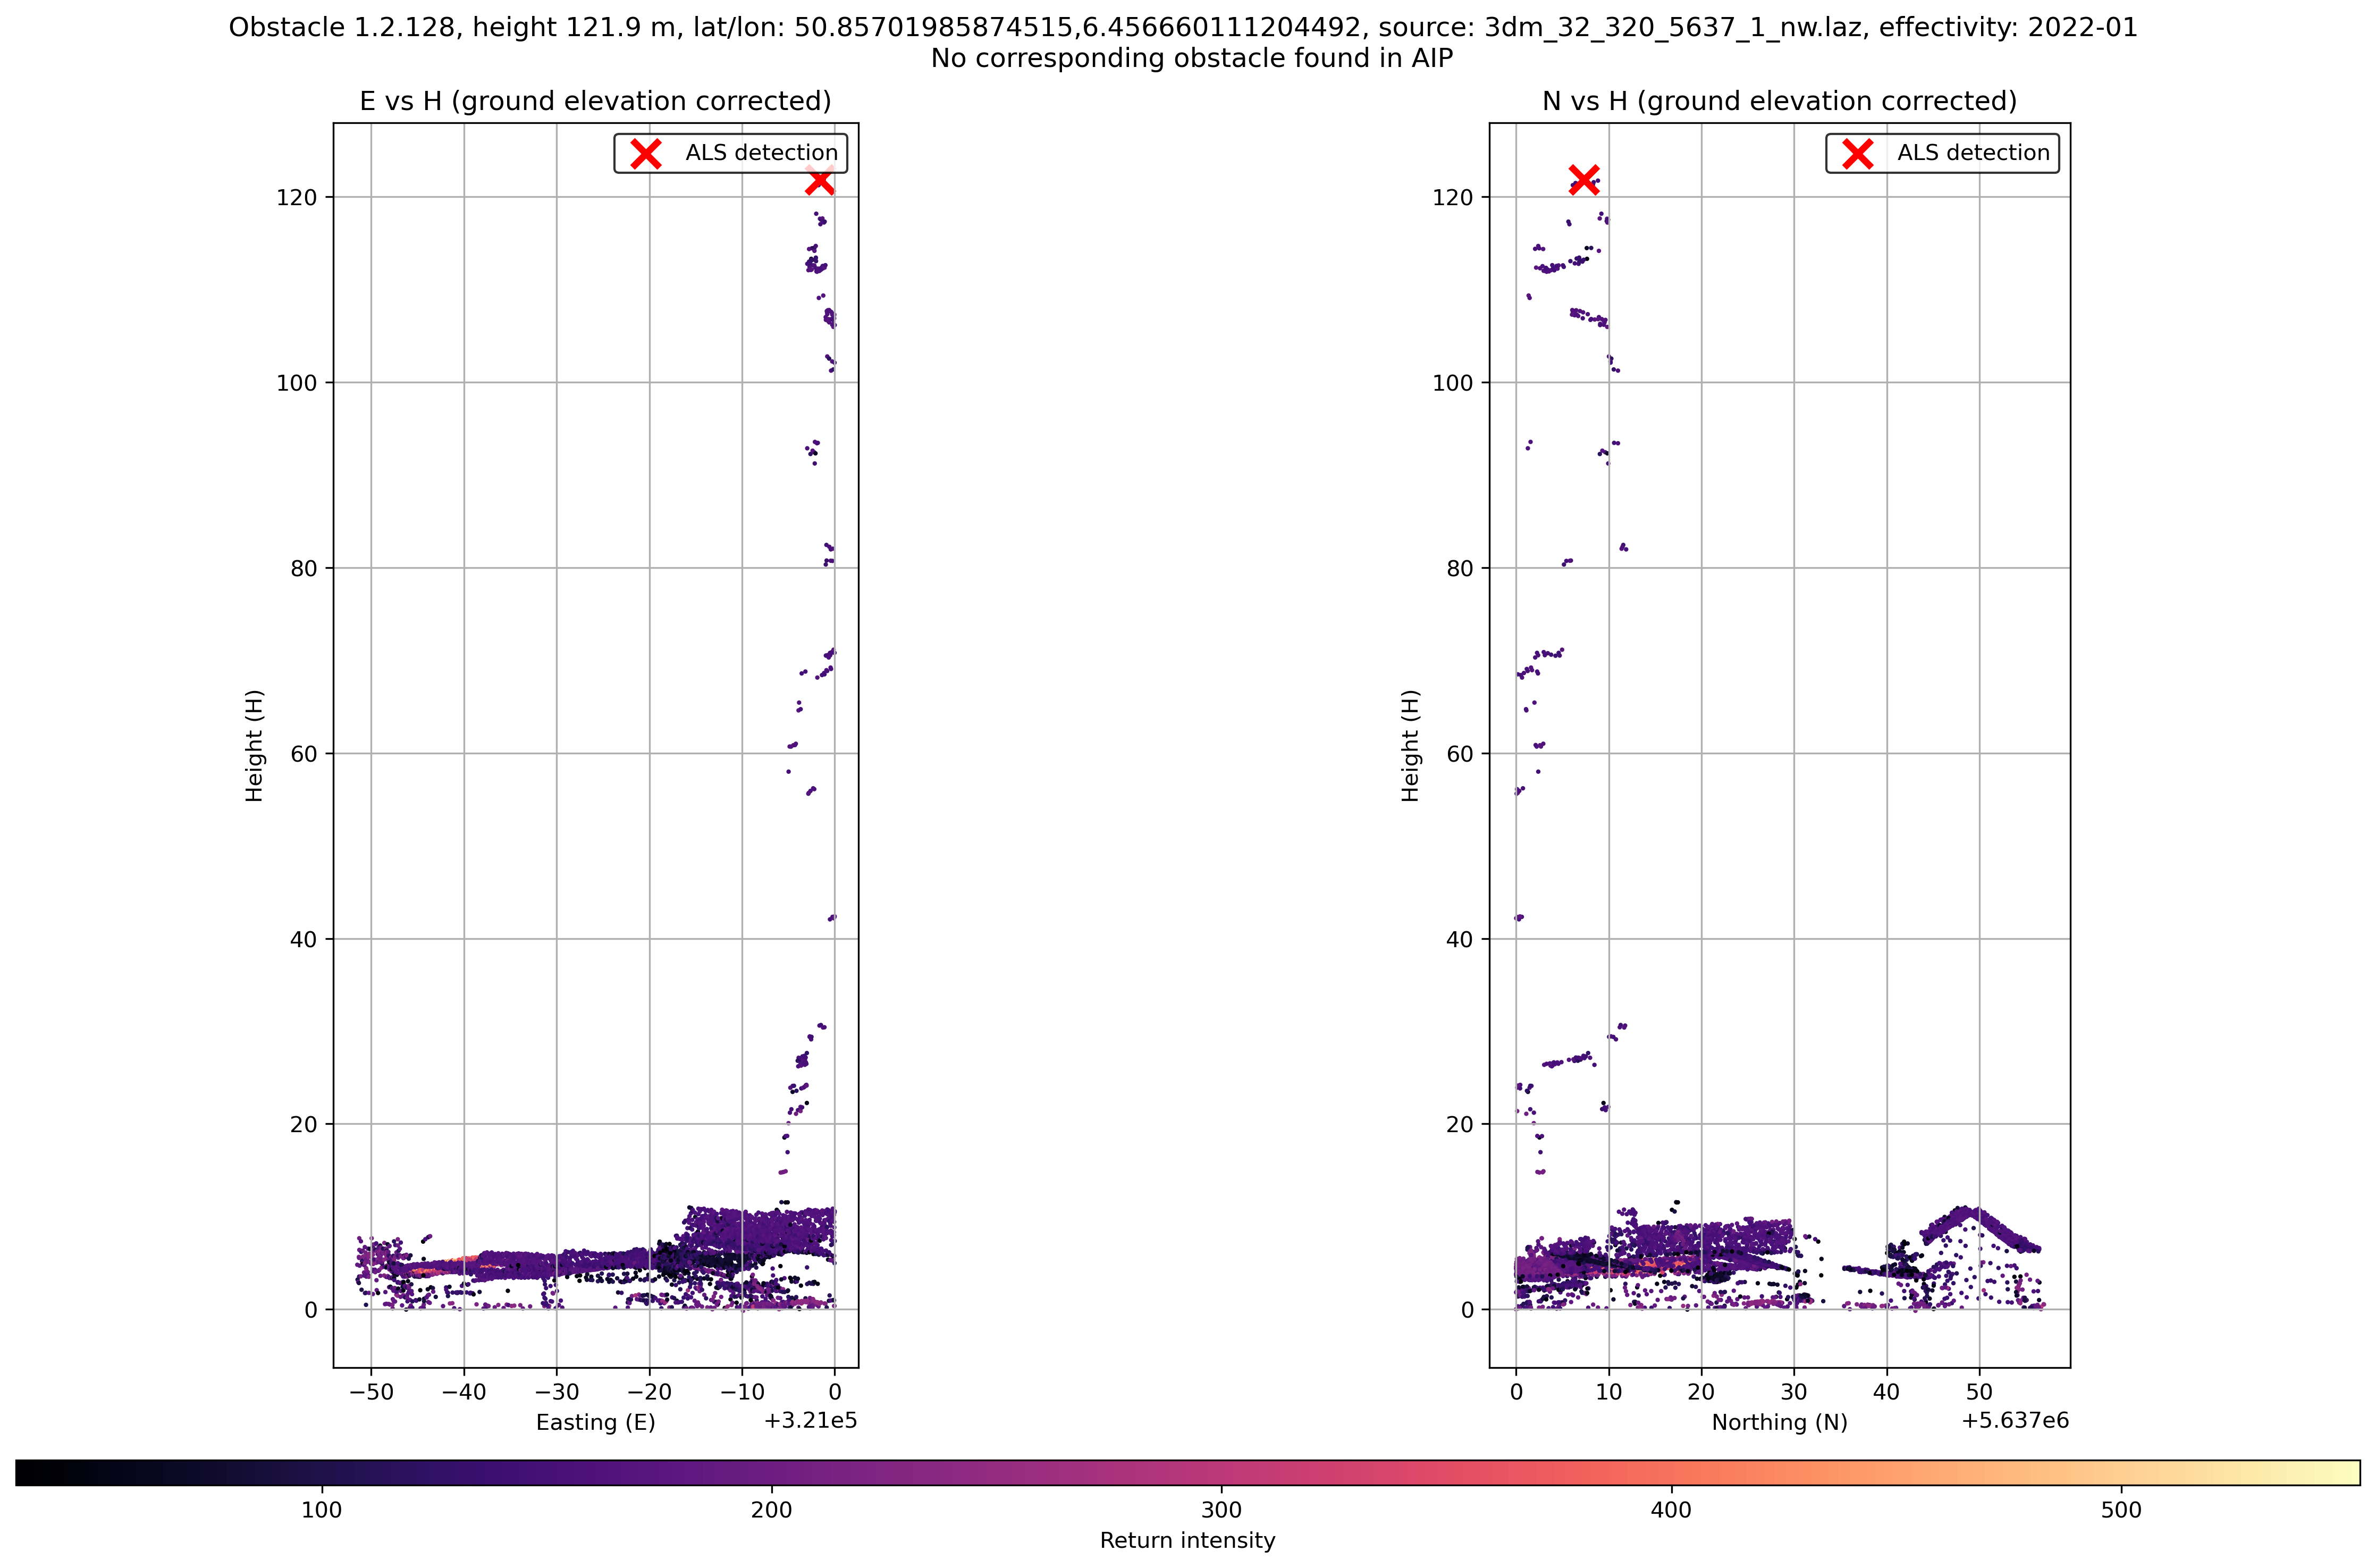 Obstacle 1.2.128, height 121.9 m, lat/lon: 50.85701985874515,6.456660111204492, source: 3dm_32_320_5637_1_nw.laz, effectivity: 2022-01
No corresponding obstacle found in AIP
E vs H (ground elevation corrected)
ALS detection
120
100
80
60
40
20
0
Height (H)
−50 −40 −30 −20 −10 0
Easting (E) +3.21e5
N vs H (ground elevation corrected)
ALS detection
120
100
80
60
40
20
0
Height (H)
0 10 20 30 40 50
Northing (N) +5.637e6
100 200 300 400 500
Return intensity